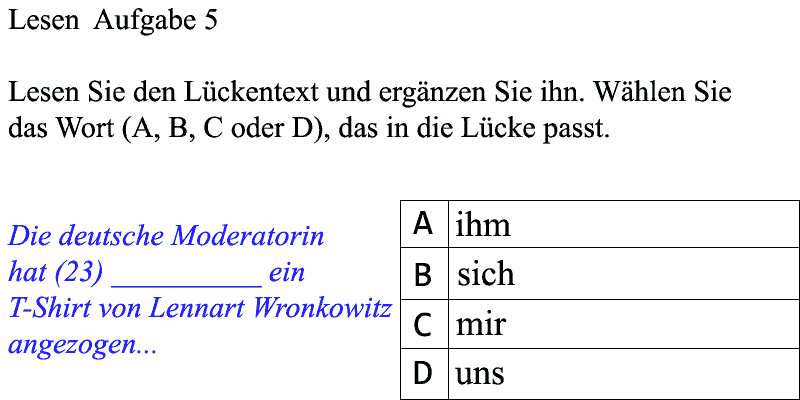 Lesen Aufgabe 5
Lesen Sie den Lückentext und ergänzen Sie ihn. Wählen Sie
das Wort (A, B, C oder D), das in die Lücke passt.
Die deutsche Moderatorin
hat (23) __________ ein
T-Shirt von Lennart Wronkowitz
angezogen...
A ihm
B sich
C mir
D uns